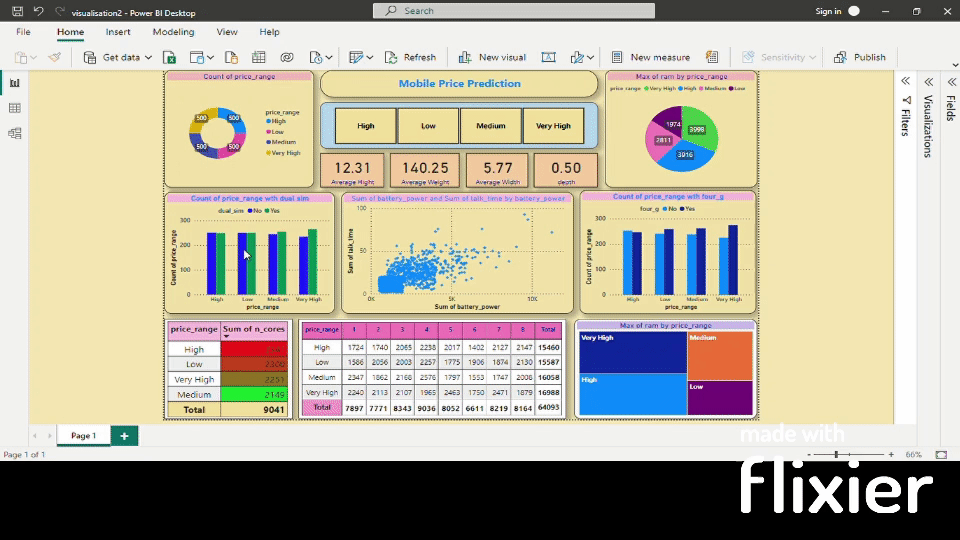 visualisation2 - Power BI Desktop
Search
Sign in
File Home Insert Modeling View Help
Get data Refresh New visual New measure Sensitivity Publish
Count of price_range
500 500 500 500
price_range
High
Low
Medium
Very High
Mobile Price Prediction
High Low Medium Very High
12.31 140.25 5.77 0.50
Average Hight Average Weight Average Width depth
Max of ram by price_range
price_range Very High High Medium Low
1974 3998
2811
3916
Filters
Visualizations
Fields
Count of price_range wth dual sim
dual_sim No Yes
Count of price_range
300
200
100
0
High Low Medium Very High
price_range
Sum of battery_power and Sum of talk_time by battery_power
Sum of talk_time
100
50
0
0K 5K 10K
Sum of battery_power
Count of price_range wth four_g
four_g No Yes
Count of price_range
300
200
100
0
High Low Medium Very High
price_range
price_range Sum of n_cores
High
Low
Very High 2251
Medium 2149
Total 9041
price_range 1 2 3 4 5 6 7 8 Total
High 1724 1740 2065 2238 2017 1402 2127 2147 15460
Low 1586 2056 2003 2257 1775 1906 1874 2130 15587
Medium 2347 1862 2168 2576 1797 1553 1747 2008 16058
Very High 2240 2113 2107 1965 2463 1750 2471 1879 16988
Total 7897 7771 8343 9036 8052 6611 8219 8164 64093
Max of ram by price_range
Very High Medium
High Low
Page 1
Page 1 of 1
66%
made with
flixier